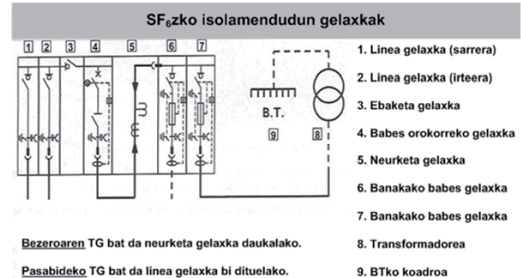 SF₆zko isolamendudun gelaxkak
1 2 3 4 5 6 7
B.T.
9 8
1. Linea gelaxka (sarrera)
2. Linea gelaxka (irteera)
3. Ebaketa gelaxka
4. Babes orokorreko gelaxka
5. Neurketa gelaxka
6. Banakako babes gelaxka
7. Banakako babes gelaxka
8. Transformadorea
9. BTko koadroa
Bezeroaren TG bat da neurketa gelaxka daukalako.
Pasabideko TG bat da linea gelaxka bi dituelako.